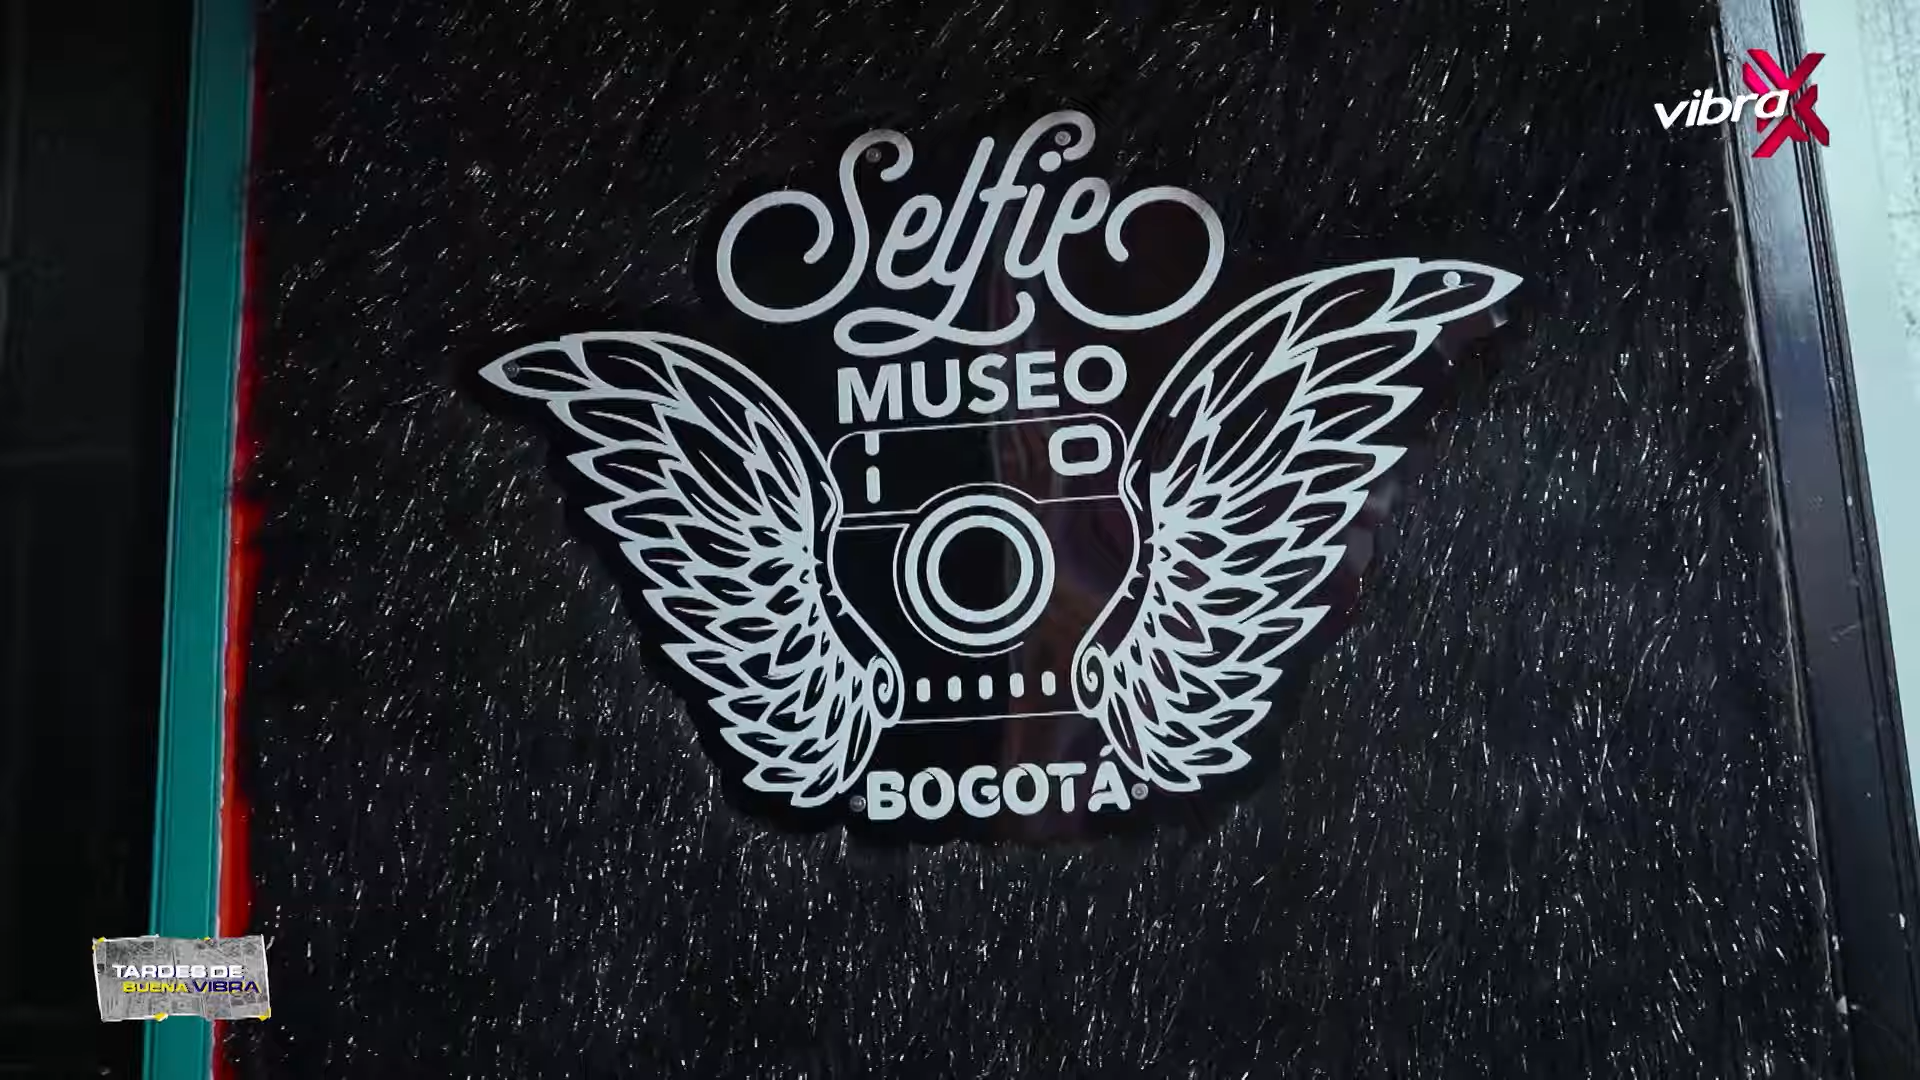 vibra X
Selfie
MUSEO
BOGOTÁ
TARDES DE
BUENA VIBRA